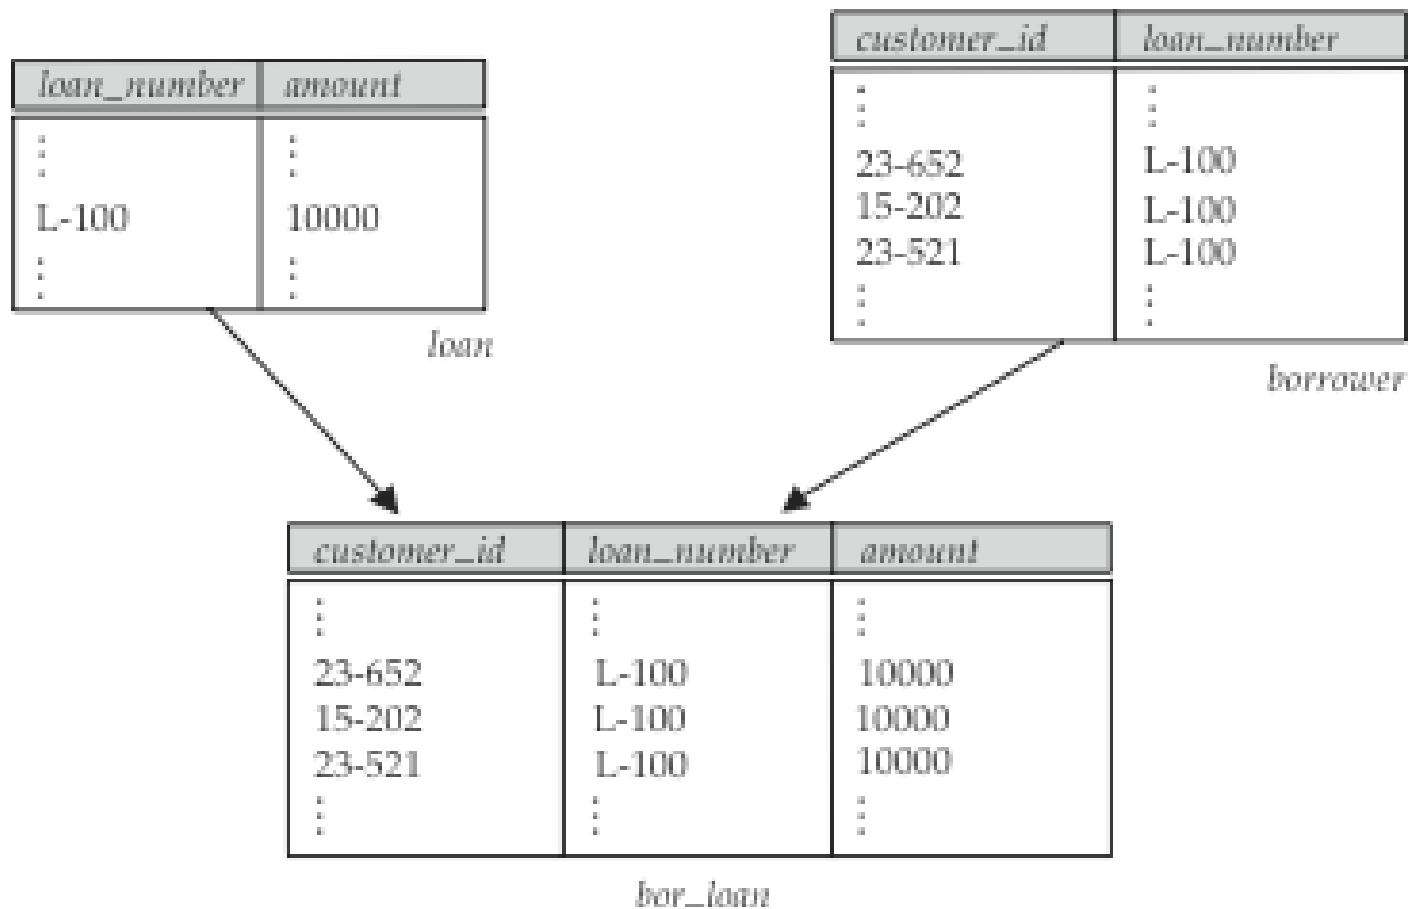 loan_number amount
⋮ ⋮
L-100 10000
⋮ ⋮
loan
customer_id loan_number
⋮ ⋮
23-652 L-100
15-202 L-100
23-521 L-100
⋮ ⋮
borrower
customer_id loan_number amount
⋮ ⋮ ⋮
23-652 L-100 10000
15-202 L-100 10000
23-521 L-100 10000
⋮ ⋮ ⋮
bor_loan